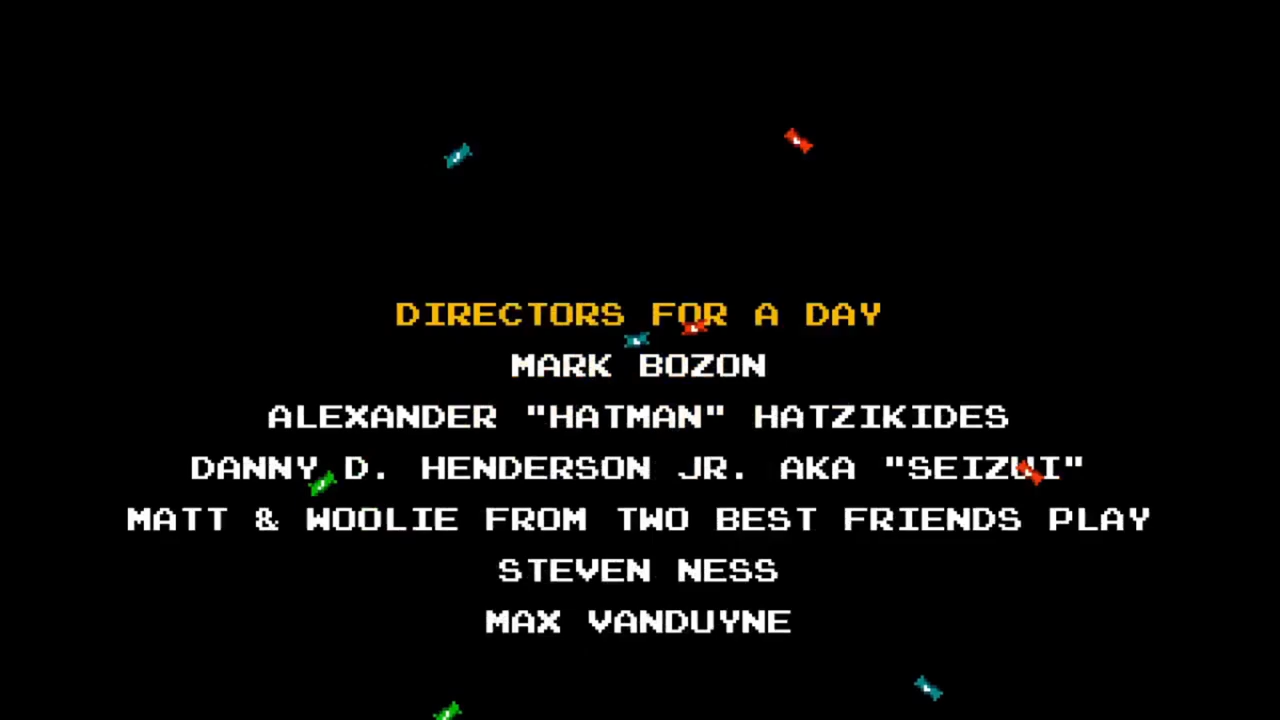 DIRECTORS FOR A DAY
MARK BOZON
ALEXANDER "HATMAN" HATZIKIDES
DANNY D. HENDERSON JR. AKA "SEIZUI"
MATT & WOOLIE FROM TWO BEST FRIENDS PLAY
STEVEN NESS
MAX VANDUYNE